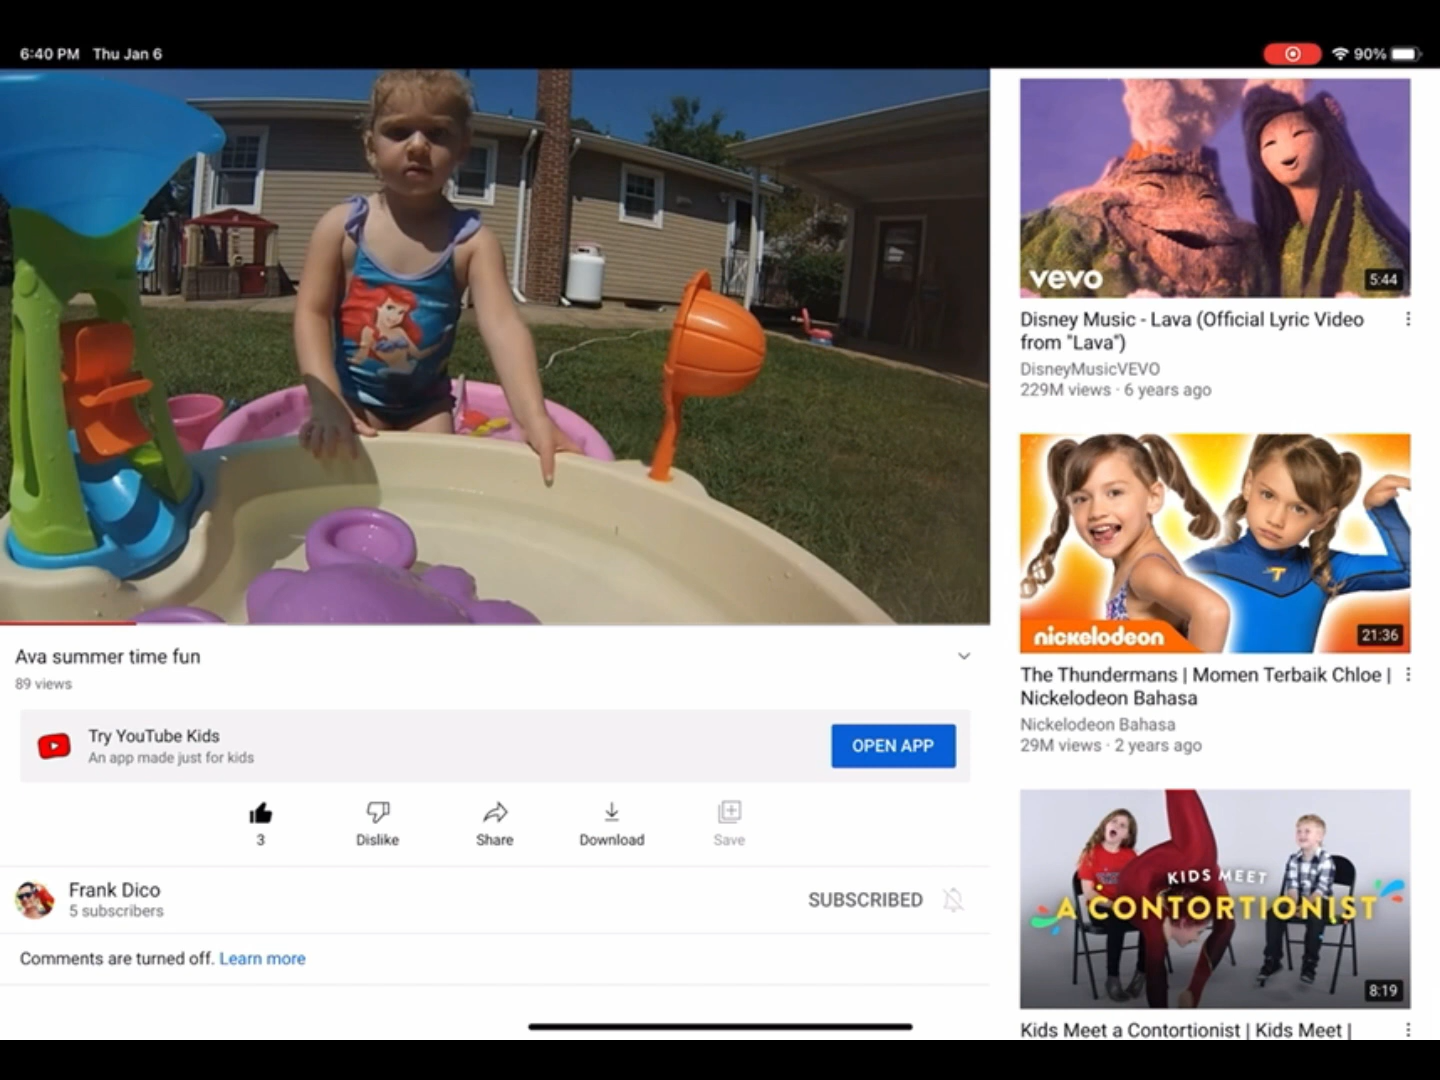 6:40 PM Thu Jan 6
90%
vevo
5:44
Disney Music - Lava (Official Lyric Video
from "Lava")
DisneyMusicVEVO
229M views · 6 years ago
T
nickelodeon
21:36
The Thundermans | Momen Terbaik Chloe |
Nickelodeon Bahasa
Nickelodeon Bahasa
29M views · 2 years ago
KIDS MEET
A CONTORTIONIST
8:19
Kids Meet a Contortionist | Kids Meet |
Ava summer time fun
89 views
Try YouTube Kids
An app made just for kids
OPEN APP
3 Dislike Share Download Save
Frank Dico
5 subscribers
SUBSCRIBED
Comments are turned off. Learn more